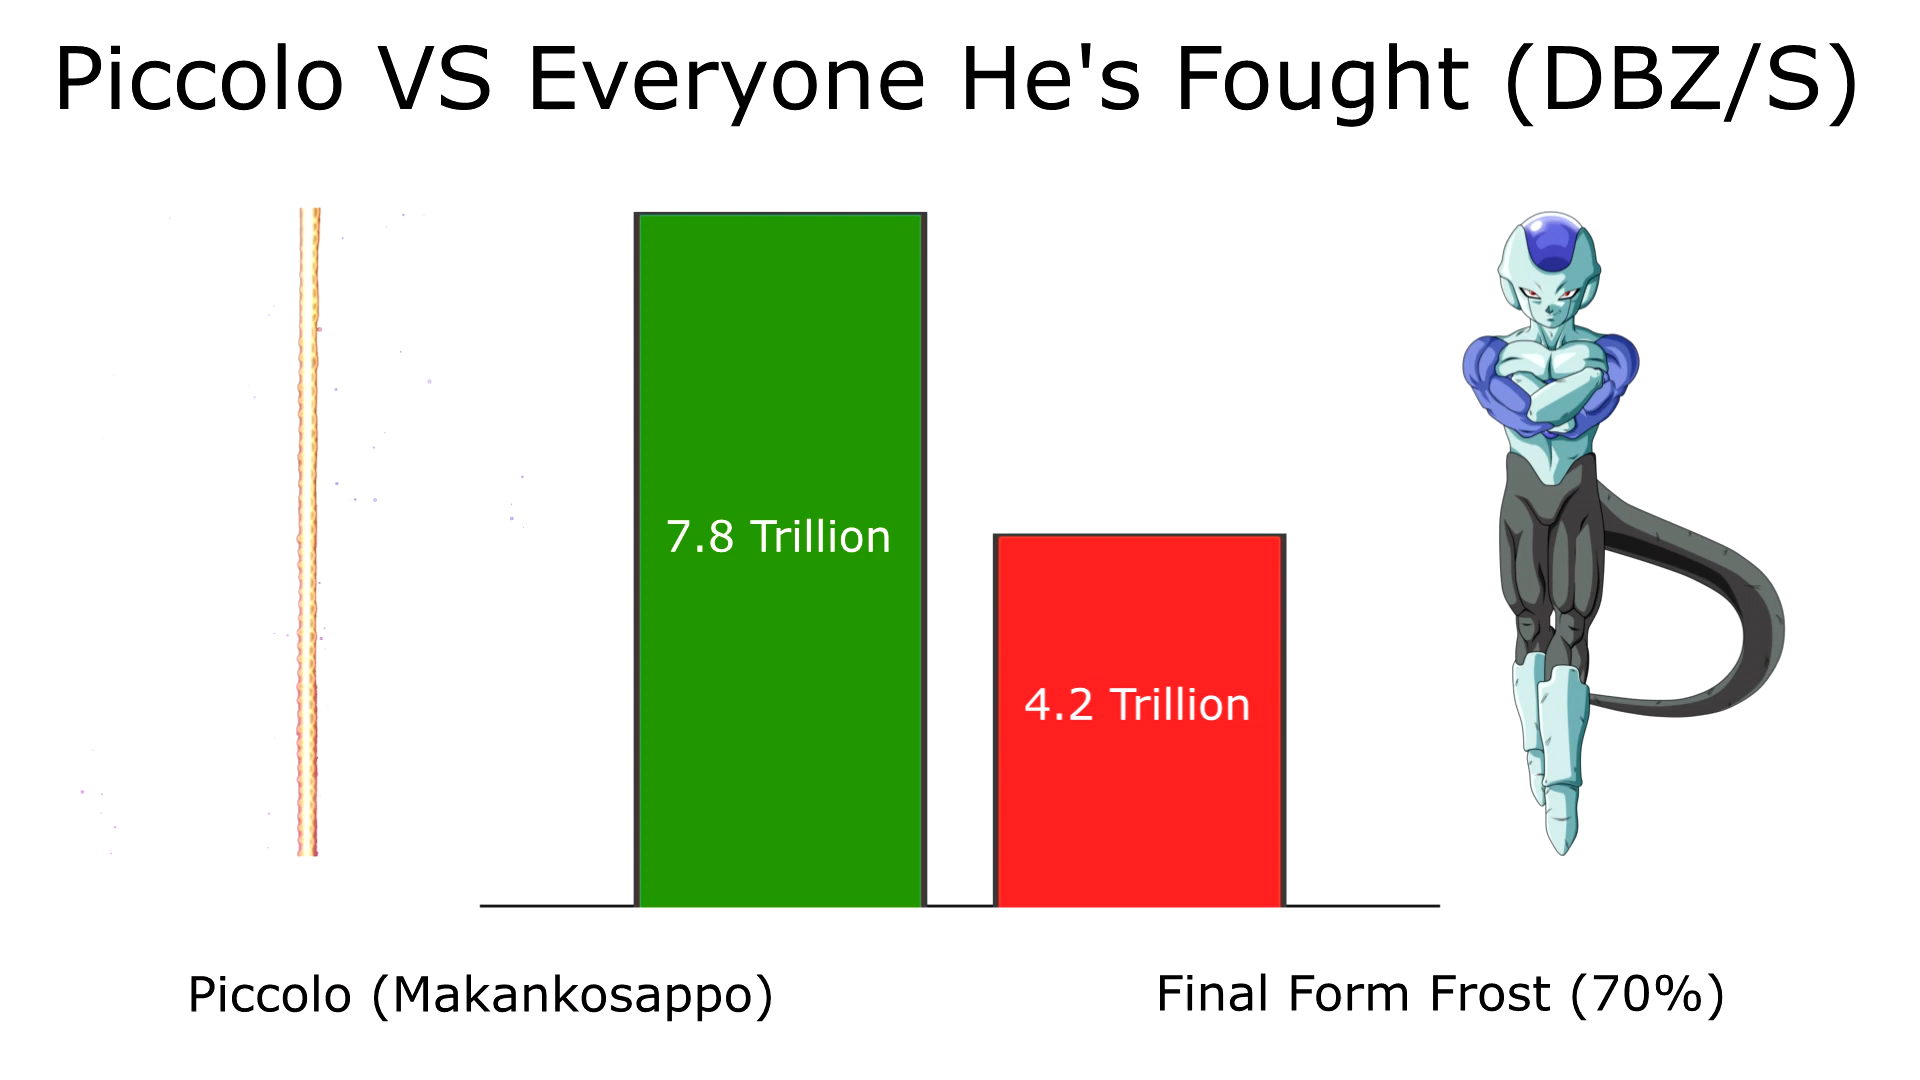 Piccolo VS Everyone He's Fought (DBZ/S)
7.8 Trillion
4.2 Trillion
Piccolo (Makankosappo)
Final Form Frost (70%)